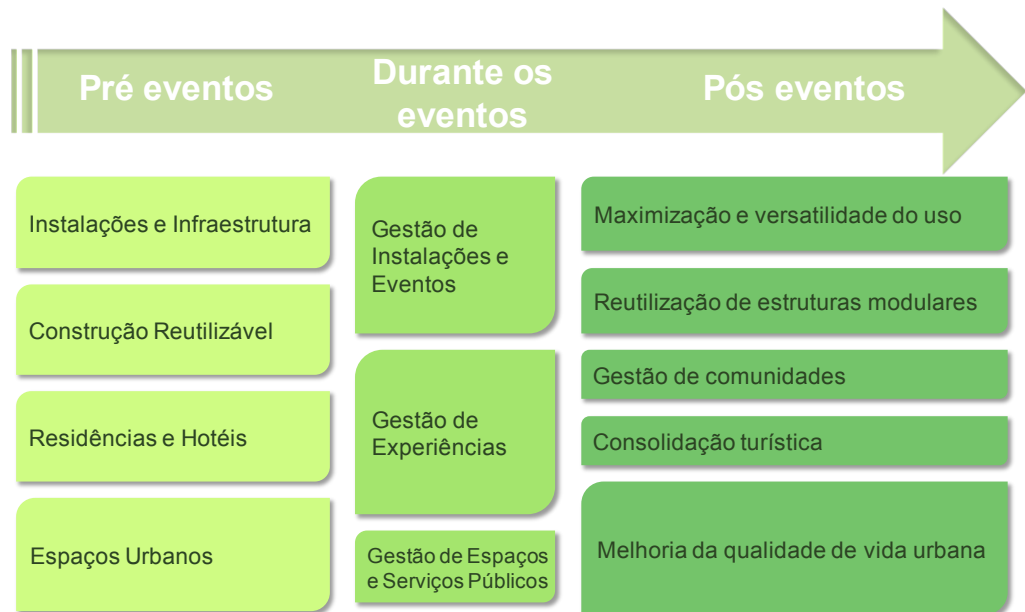 Pré eventos
Durante os
eventos
Pós eventos
Instalações e Infraestrutura
Construção Reutilizável
Residências e Hotéis
Espaços Urbanos
Gestão de
Instalações e
Eventos
Gestão de
Experiências
Gestão de Espaços
e Serviços Públicos
Maximização e versatilidade do uso
Reutilização de estruturas modulares
Gestão de comunidades
Consolidação turística
Melhoria da qualidade de vida urbana